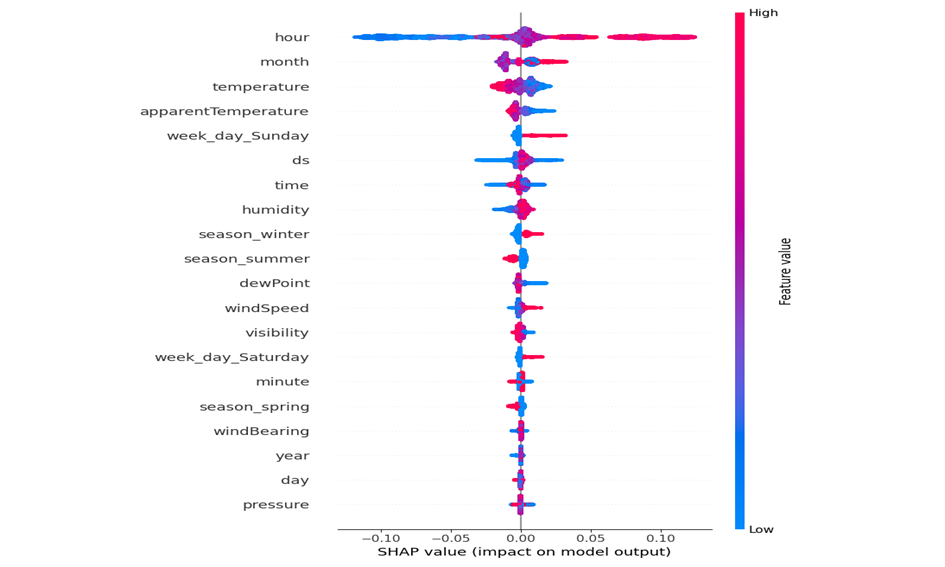 High
hour
month
temperature
apparentTemperature
week_day_Sunday
ds
time
humidity
season_winter
season_summer
dewPoint
windSpeed
visibility
week_day_Saturday
minute
season_spring
windBearing
year
day
pressure
Feature value
Low
−0.10 −0.05 0.00 0.05 0.10
SHAP value (impact on model output)